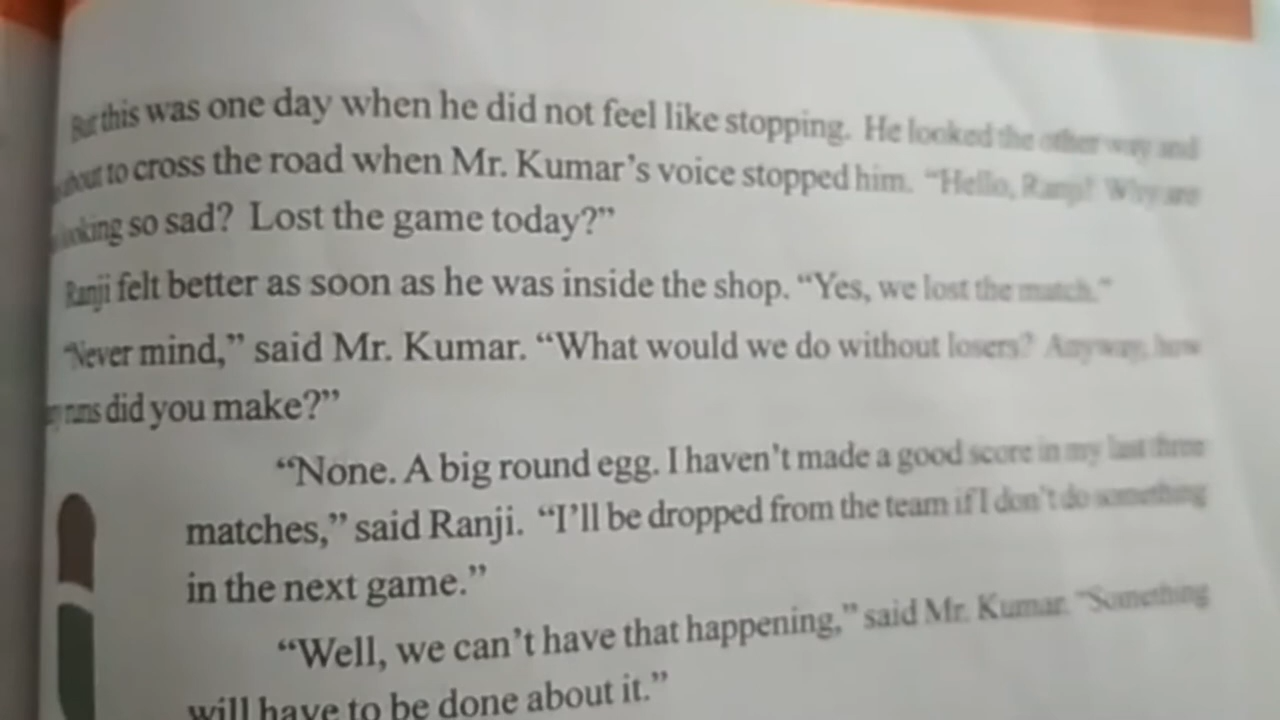 But this was one day when he did not feel like stopping. He looked the other way and
about to cross the road when Mr. Kumar's voice stopped him. "Hello, Ranji! Why are
looking so sad? Lost the game today?"
Ranji felt better as soon as he was inside the shop. "Yes, we lost the match."
"Never mind," said Mr. Kumar. "What would we do without losers? Anyway, how
runs did you make?"
"None. A big round egg. I haven't made a good score in my last three
matches," said Ranji. "I'll be dropped from the team if I don't do something
in the next game."
"Well, we can't have that happening," said Mr. Kumar. "Something
will have to be done about it."